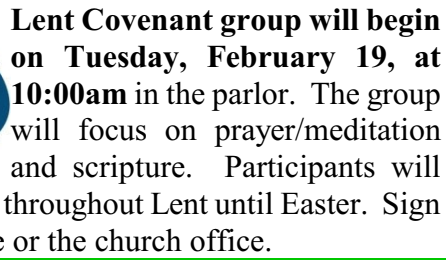 Lent Covenant group will begin
on Tuesday, February 19, at
10:00am in the parlor. The group
will focus on prayer/meditation
and scripture. Participants will
throughout Lent until Easter. Sign
or the church office.